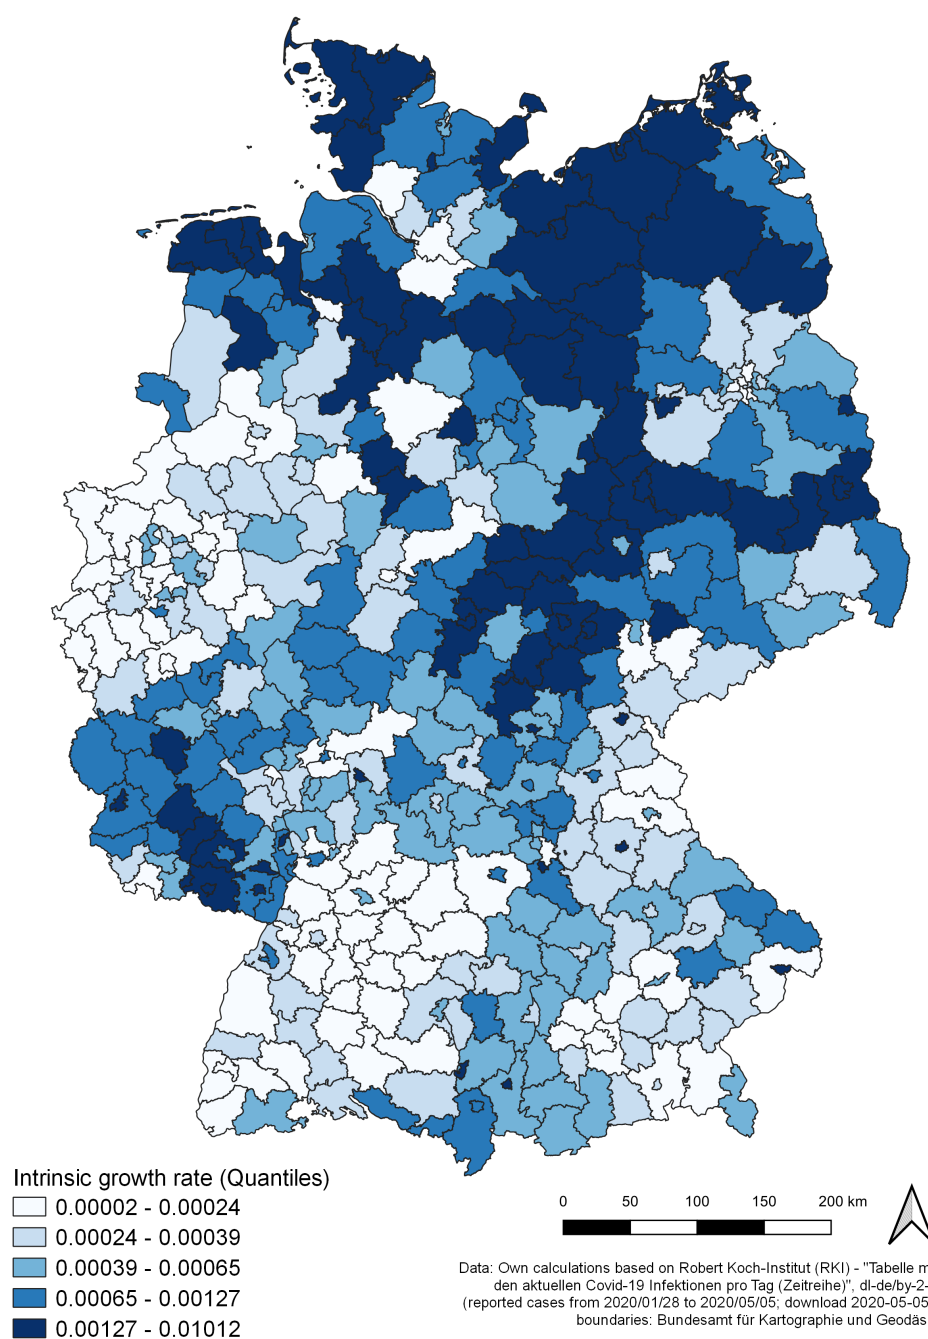 Intrinsic growth rate (Quantiles)
0.00002 - 0.00024
0.00024 - 0.00039
0.00039 - 0.00065
0.00065 - 0.00127
0.00127 - 0.01012
0 50 100 150 200 km
Data: Own calculations based on Robert Koch-Institut (RKI) - "Tabelle m
den aktuellen Covid-19 Infektionen pro Tag (Zeitreihe)", dl-de/by-2-
(reported cases from 2020/01/28 to 2020/05/05; download 2020-05-05
boundaries: Bundesamt für Kartographie und Geodäs